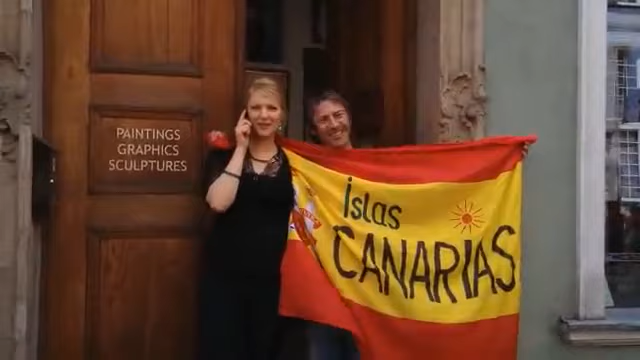 PAINTINGS
GRAPHICS
SCULPTURES
islas
CANARIAS